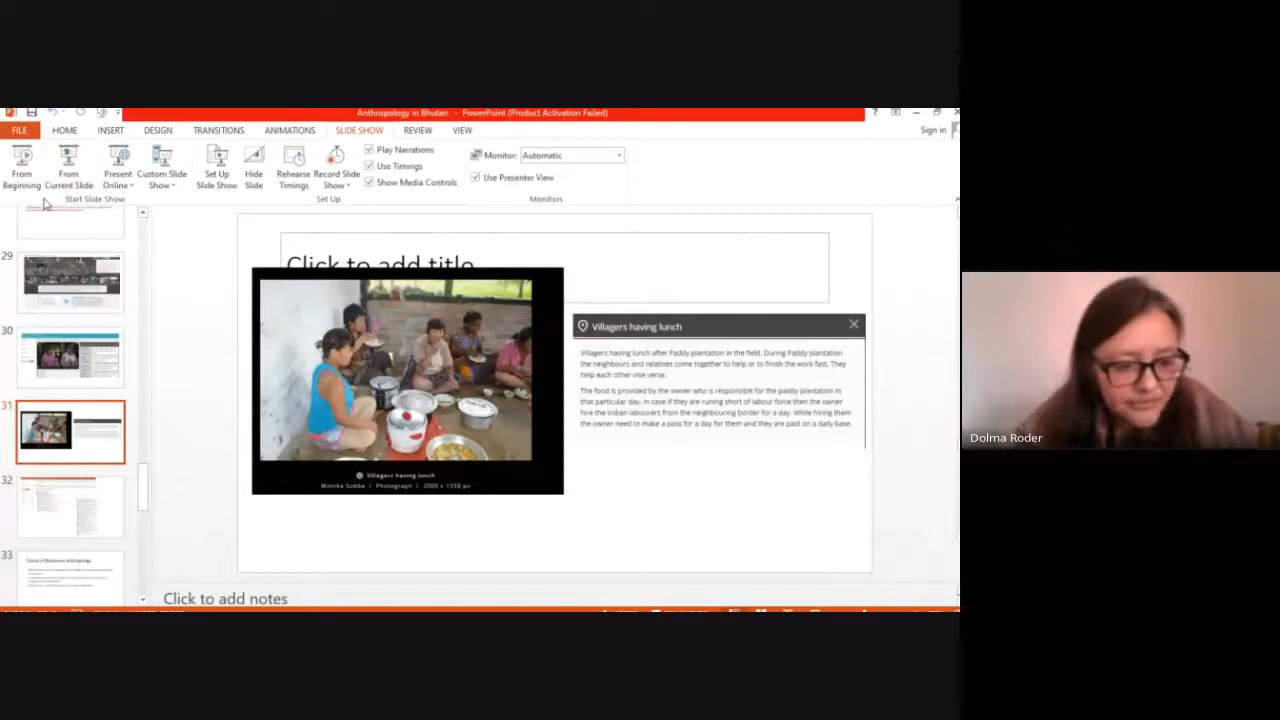 Anthropology in Bhutan - PowerPoint (Product Activation Failed)
FILE HOME INSERT DESIGN TRANSITIONS ANIMATIONS SLIDE SHOW REVIEW VIEW Sign in
From Beginning
From Current Slide
Present Online
Custom Slide Show
Set Up Slide Show
Hide Slide
Rehearse Timings
Record Slide Show
Play Narrations
Use Timings
Show Media Controls
Monitor: Automatic
Use Presenter View
Start Slide Show
Set Up
Monitors
29
30
31
32
33
Click to add title
Villagers having lunch
Monika Subba | Photograph | 2000 x 1330 px
Villagers having lunch
Villagers having lunch after Paddy plantation in the field. During Paddy plantation
the neighbours and relatives come together to help or to finish the work fast. They
help each other vise verse.
The food is provided by the owner who is responsible for the paddy plantation in
that particular day. In case if they are runing short of labour force then the owner
hire the Indian labourers from the neighbouring border for a day. While hiring them
the owner need to make a pass for a day for them and they are paid on a daily base.
Click to add notes
Dolma Roder